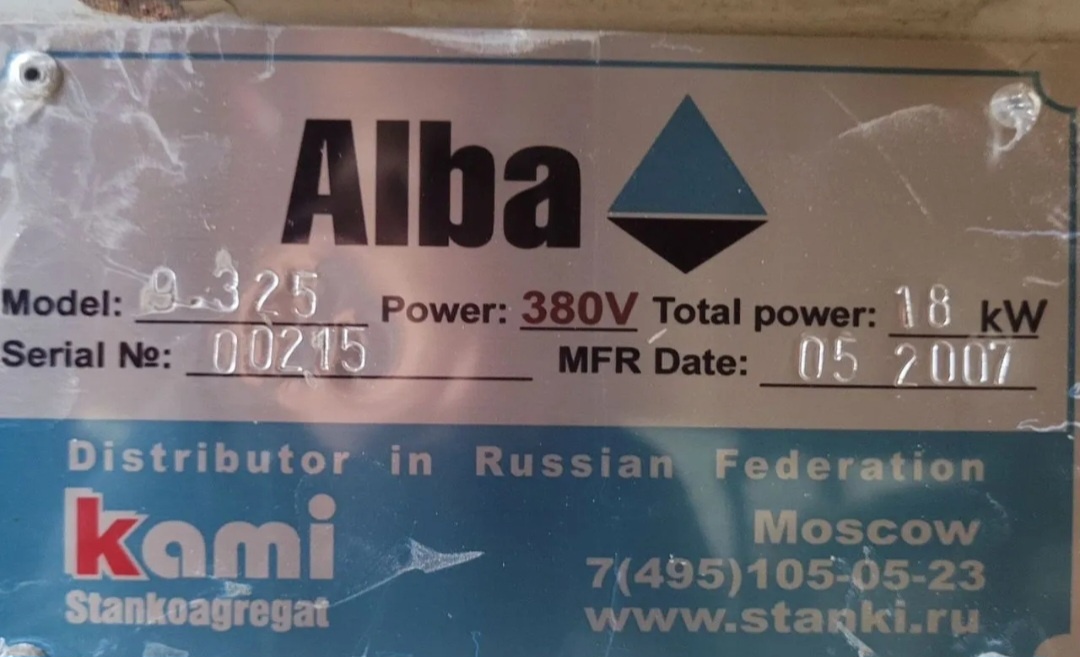 Alba
Model: 9-325 Power: 380V Total power: 18 kW
Serial №: 00215 MFR Date: 05 2007
Distributor in Russian Federation
kami
Stankoagregat
Moscow
7(495)105-05-23
www.stanki.ru